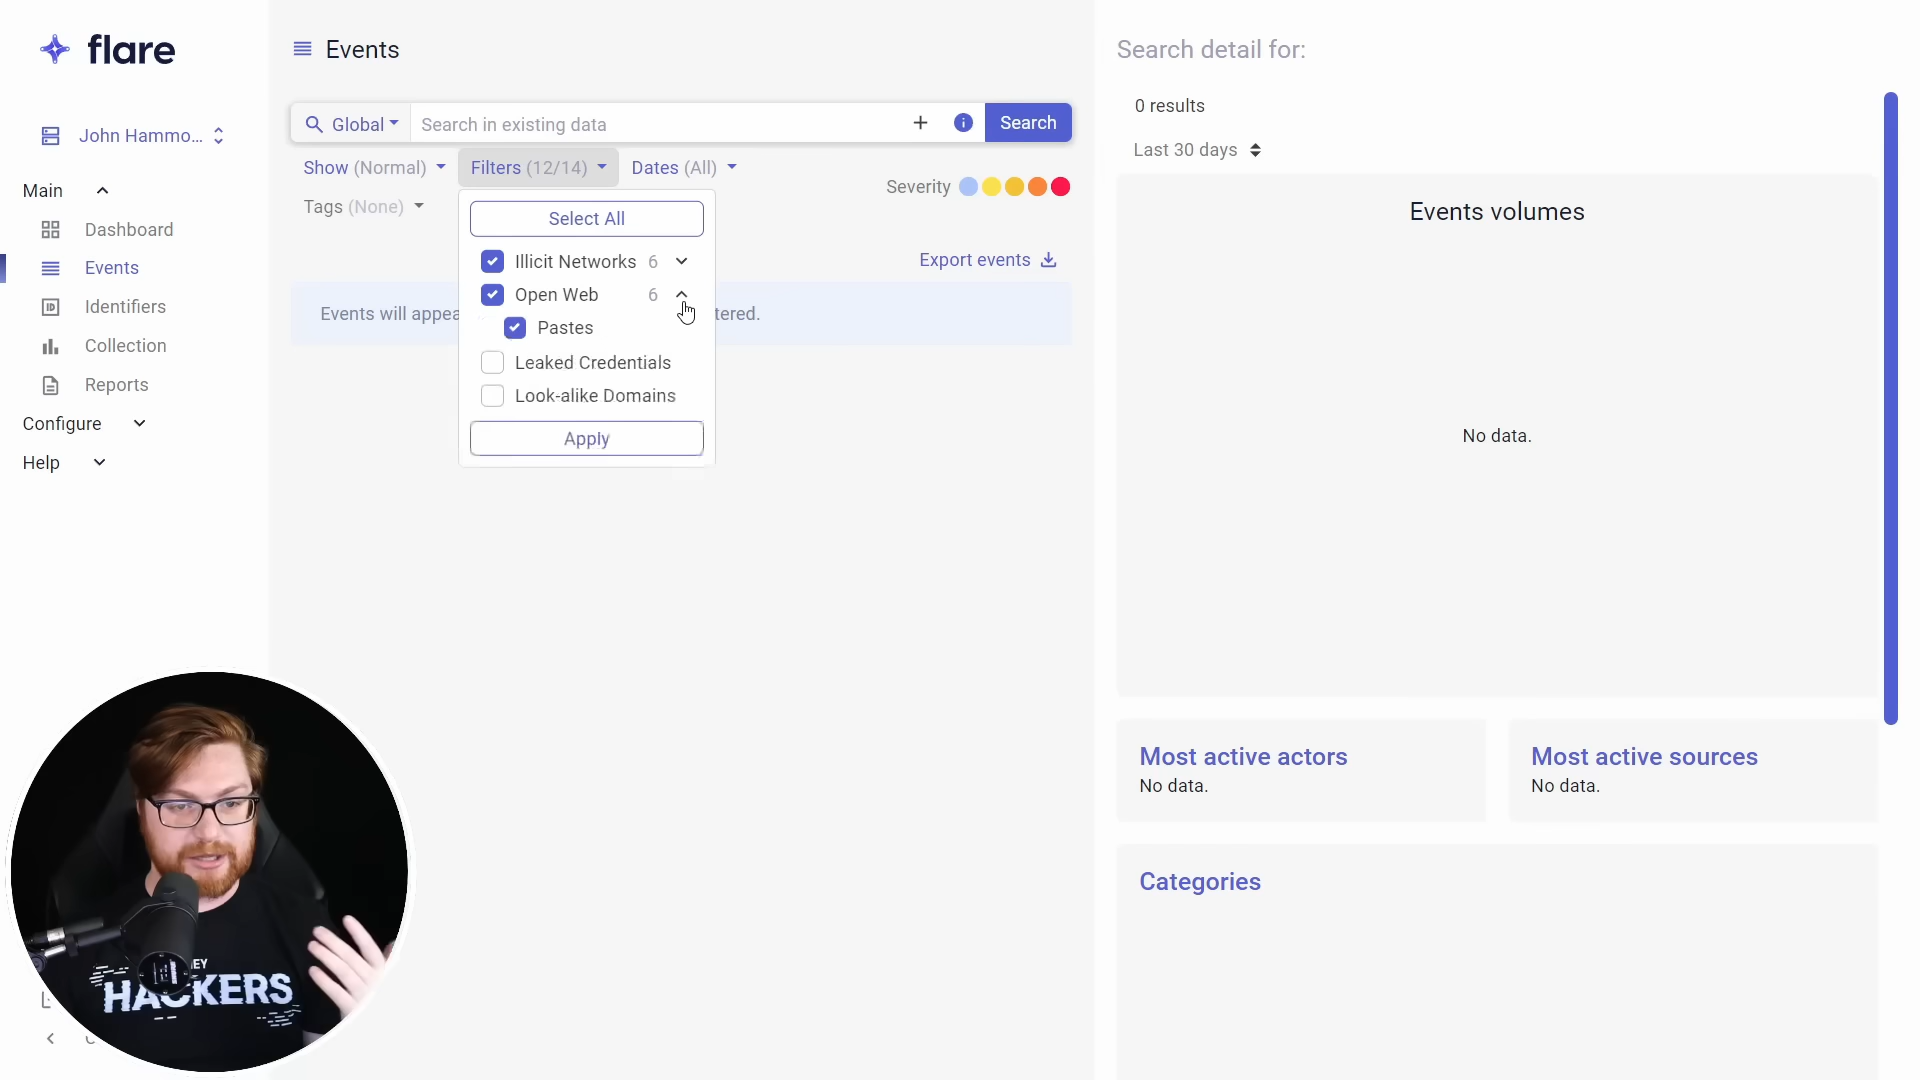 flare
John Hammo...
Main
Dashboard
Events
Identifiers
Collection
Reports
Configure
Help
Events
Global
Search in existing data
Search
Show (Normal)
Filters (12/14)
Dates (All)
Severity
Tags (None)
Select All
Illicit Networks 6
Open Web 6
Pastes
Leaked Credentials
Look-alike Domains
Apply
Export events
Events will appea
tered.
Search detail for:
0 results
Last 30 days
Events volumes
No data.
Most active actors
No data.
Most active sources
No data.
Categories
EY
HACKERS